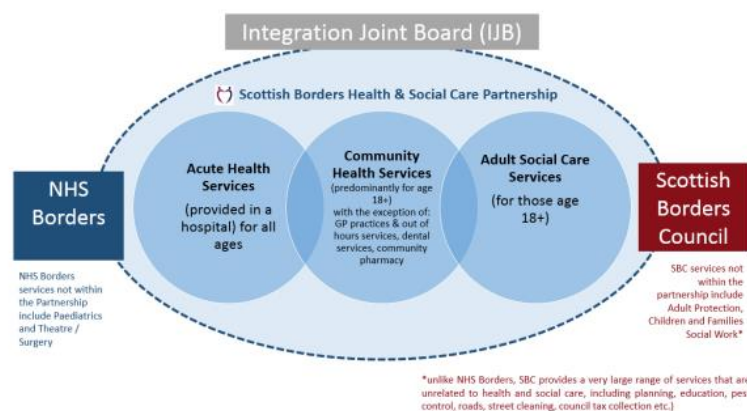 Integration Joint Board (IJB)
Scottish Borders Health & Social Care Partnership
Acute Health
Services
(provided in a
hospital) for all
ages
Community
Health Services
(predominantly for age
18+)
with the exception of:
GP practices & out of
hours services, dental
services, community
pharmacy
Adult Social Care
Services
(for those age
18+)
NHS
Borders
NHS Borders
services not within
the Partnership
include Paediatrics
and Theatre /
Surgery
Scottish
Borders
Council
SBC services not
within the
partnership include
Adult Protection,
Children and Families
Social Work*
*unlike NHS Borders, SBC provides a very large range of services that are
unrelated to health and social care, including planning, education, pes
control, roads, street cleaning, council tax collection etc.)